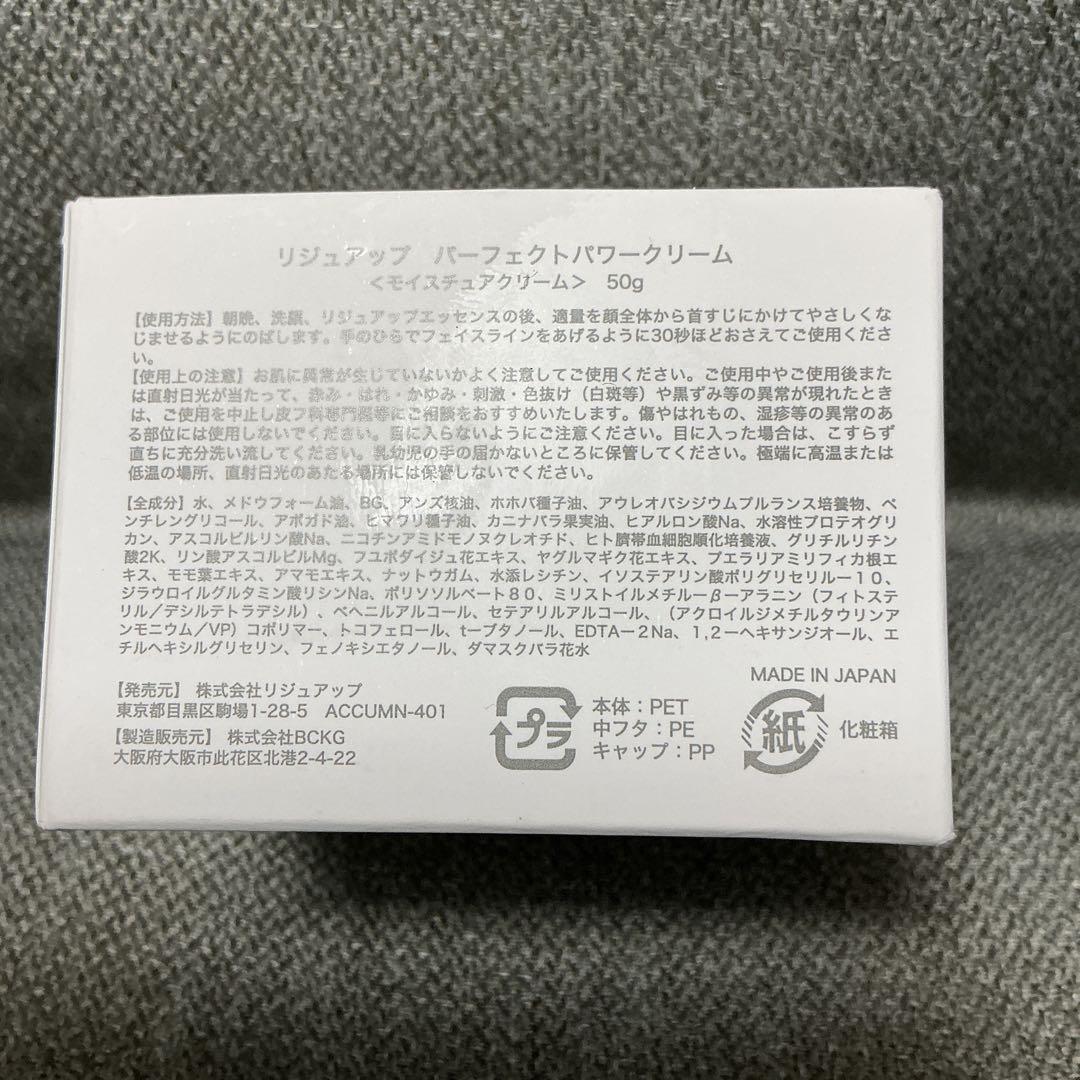 リジュアップ　パーフェクトパワークリーム
＜モイスチュアクリーム＞　50g
【使用方法】朝晩、洗顔、リジュアップエッセンスの後、適量を顔全体から首すじにかけてやさしくな
じませるようにのばします。手のひらでフェイスラインをあげるように30秒ほどおさえてご使用くださ
い。
【使用上の注意】お肌に異常が生じていないかよく注意してご使用ください。ご使用中やご使用後また
は直射日光が当たって、赤み・はれ・かゆみ・刺激・色抜け（白斑等）や黒ずみ等の異常が現れたとき
は、ご使用を中止し皮フ科専門医等にご相談をおすすめいたします。傷やはれもの、湿疹等の異常のあ
る部位には使用しないでください。目に入らないようにご注意ください。目に入った場合は、こすらず
直ちに充分洗い流してください。乳幼児の手の届かないところに保管してください。極端に高温または
低温の場所、直射日光のあたる場所には保管しないでください。
【全成分】水、メドウフォーム油、BG、アンズ核油、ホホバ種子油、アウレオバシジウムプルランス培養物、ペ
ンチレングリコール、アボガド油、ヒマワリ種子油、カニナバラ果実油、ヒアルロン酸Na、水溶性プロテオグリ
カン、アスコルビルリン酸Na、ニコチンアミドモノヌクレオチド、ヒト臍帯血細胞順化培養液、グリチルリチン
酸2K、リン酸アスコルビルMg、フユボダイジュ花エキス、ヤグルマギク花エキス、プエラリアミリフィカ根エ
キス、モモ葉エキス、アマモエキス、ナットウガム、水添レシチン、イソステアリン酸ポリグリセリルー１０、
ジラウロイルグルタミン酸リシンNa、ポリソルベート８０、ミリストイルメチルーβーアラニン（フィトステ
リル／デシルテトラデシル）、ベヘニルアルコール、セテアリルアルコール、（アクロイルジメチルタウリンア
ンモニウム／VP）コポリマー、トコフェロール、tーブタノール、EDTAー２Na、１,２ーヘキサンジオール、エ
チルヘキシルグリセリン、フェノキシエタノール、ダマスクバラ花水
MADE IN JAPAN
【発売元】 株式会社リジュアップ
東京都目黒区駒場1-28-5　ACCUMN-401
【製造販売元】 株式会社BCKG
大阪府大阪市此花区北港2-4-22
プラ
本体：PET
中フタ：PE
キャップ：PP
紙
化粧箱